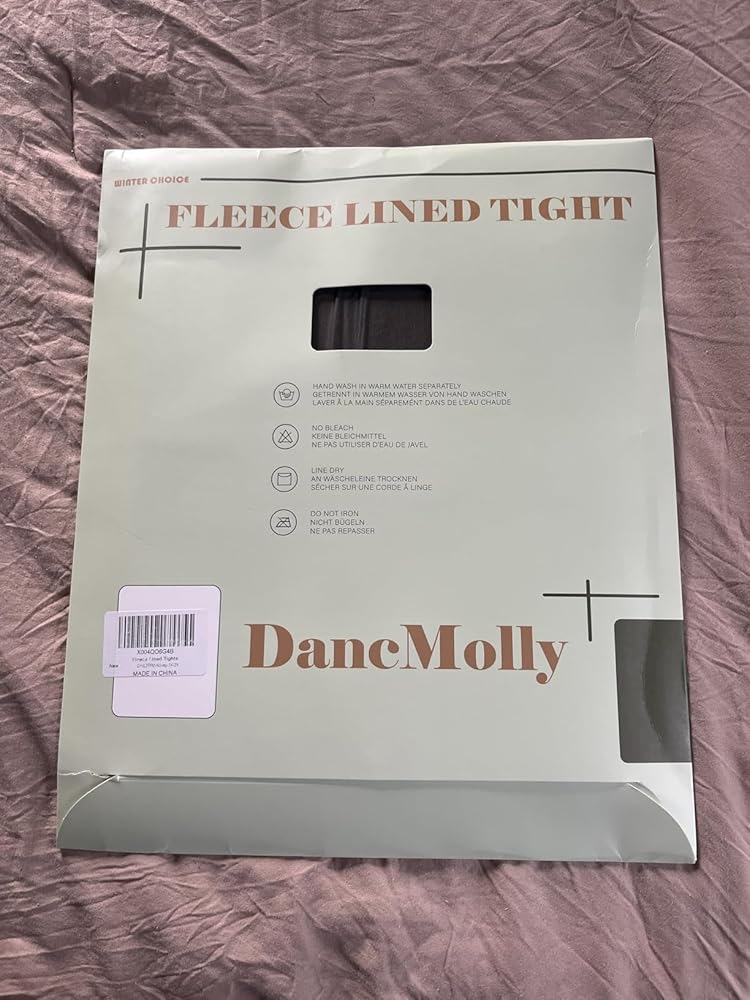 WINTER CHOICE
FLEECE LINED TIGHT
HAND WASH IN WARM WATER SEPARATELY
GETRENNT IN WARMEM WASSER VON HAND WASCHEN
LAVER À LA MAIN SÉPARÉMENT DANS DE L'EAU CHAUDE
NO BLEACH
KEINE BLEICHMITTEL
NE PAS UTILISER D'EAU DE JAVEL
LINE DRY
AN WÄSCHELEINE TROCKNEN
SÉCHER SUR UNE CORDE À LINGE
DO NOT IRON
NICHT BÜGELN
NE PAS REPASSER
DancMolly
Fleece Lined Tights
New
MADE IN CHINA